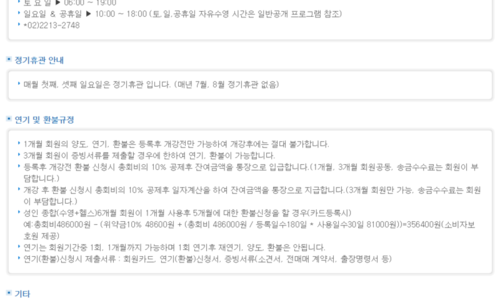 토 요 일 ▶ 06:00 ~ 19:00
일요일 & 공휴일 ▶ 10:00 ~ 18:00 (토,일,공휴일 자유수영 시간은 일반공개 프로그램 참조)
*02)2213-2748
정기휴관 안내
매월 첫째, 셋째 일요일은 정기휴관 입니다. (매년 7월, 8월 정기휴관 없음)
연기 및 환불규정
1개월 회원의 양도, 연기, 환불은 등록후 개강전만 가능하여 개강후에는 절대 불가합니다.
3개월 회원이 증빙서류를 제출할 경우에 한하여 연기, 환불이 가능합니다.
등록후 개강전 환불 신청시 총회비의 10% 공제후 잔여금액을 통장으로 입급합니다.(1개월, 3개월 회원공동, 송금수수료는 회원이 부
담합니다.)
개강 후 환불 신청시 총회비의 10% 공제후 일자계산을 하여 잔여금액을 통장으로 지급합니다.(3개월 회원만 가능, 송금수수료는 회원
이 부담합니다.)
성인 종합(수영+헬스)6개월 회원이 1개월 사용후 5개월에 대한 환불신청을 할 경우(카드등록시)
예:총회비486000원 - (위약금10% 48600원 + (총회비 486000원 / 등록일수180일 * 사용일수30일 81000원))=356400원(소비자보
호원 제공)
연기는 회원기간중 1회, 1개월까지 가능하며 1회 연기후 재연기, 양도, 환불은 안됩니다.
연기(환불)신청시 제출서류 : 회원카드, 연기(환불)신청서, 증빙서류(소견서, 전매매 계약서, 출장명령서 등)
기타